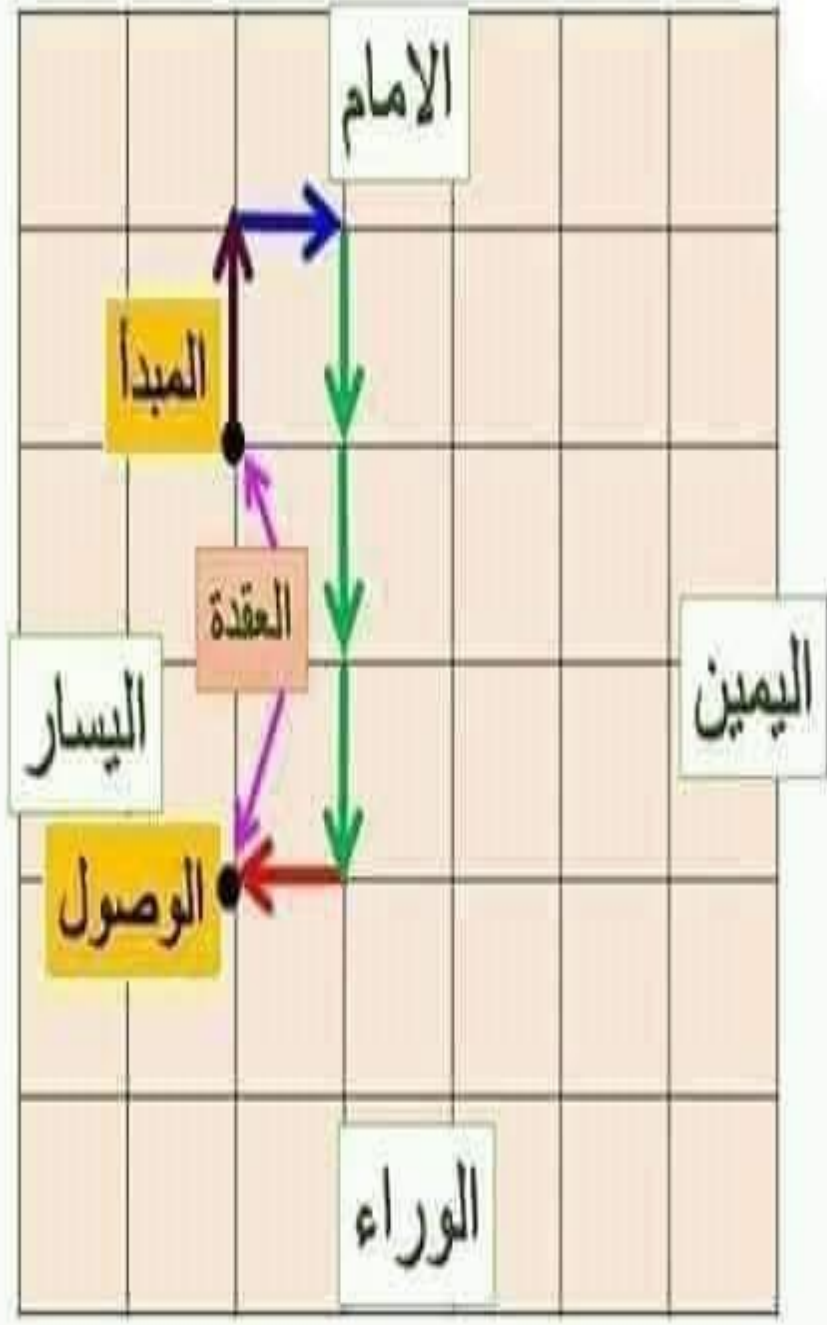 الامام
المبدأ
العقدة
اليمين
اليسار
الوصول
الوراء